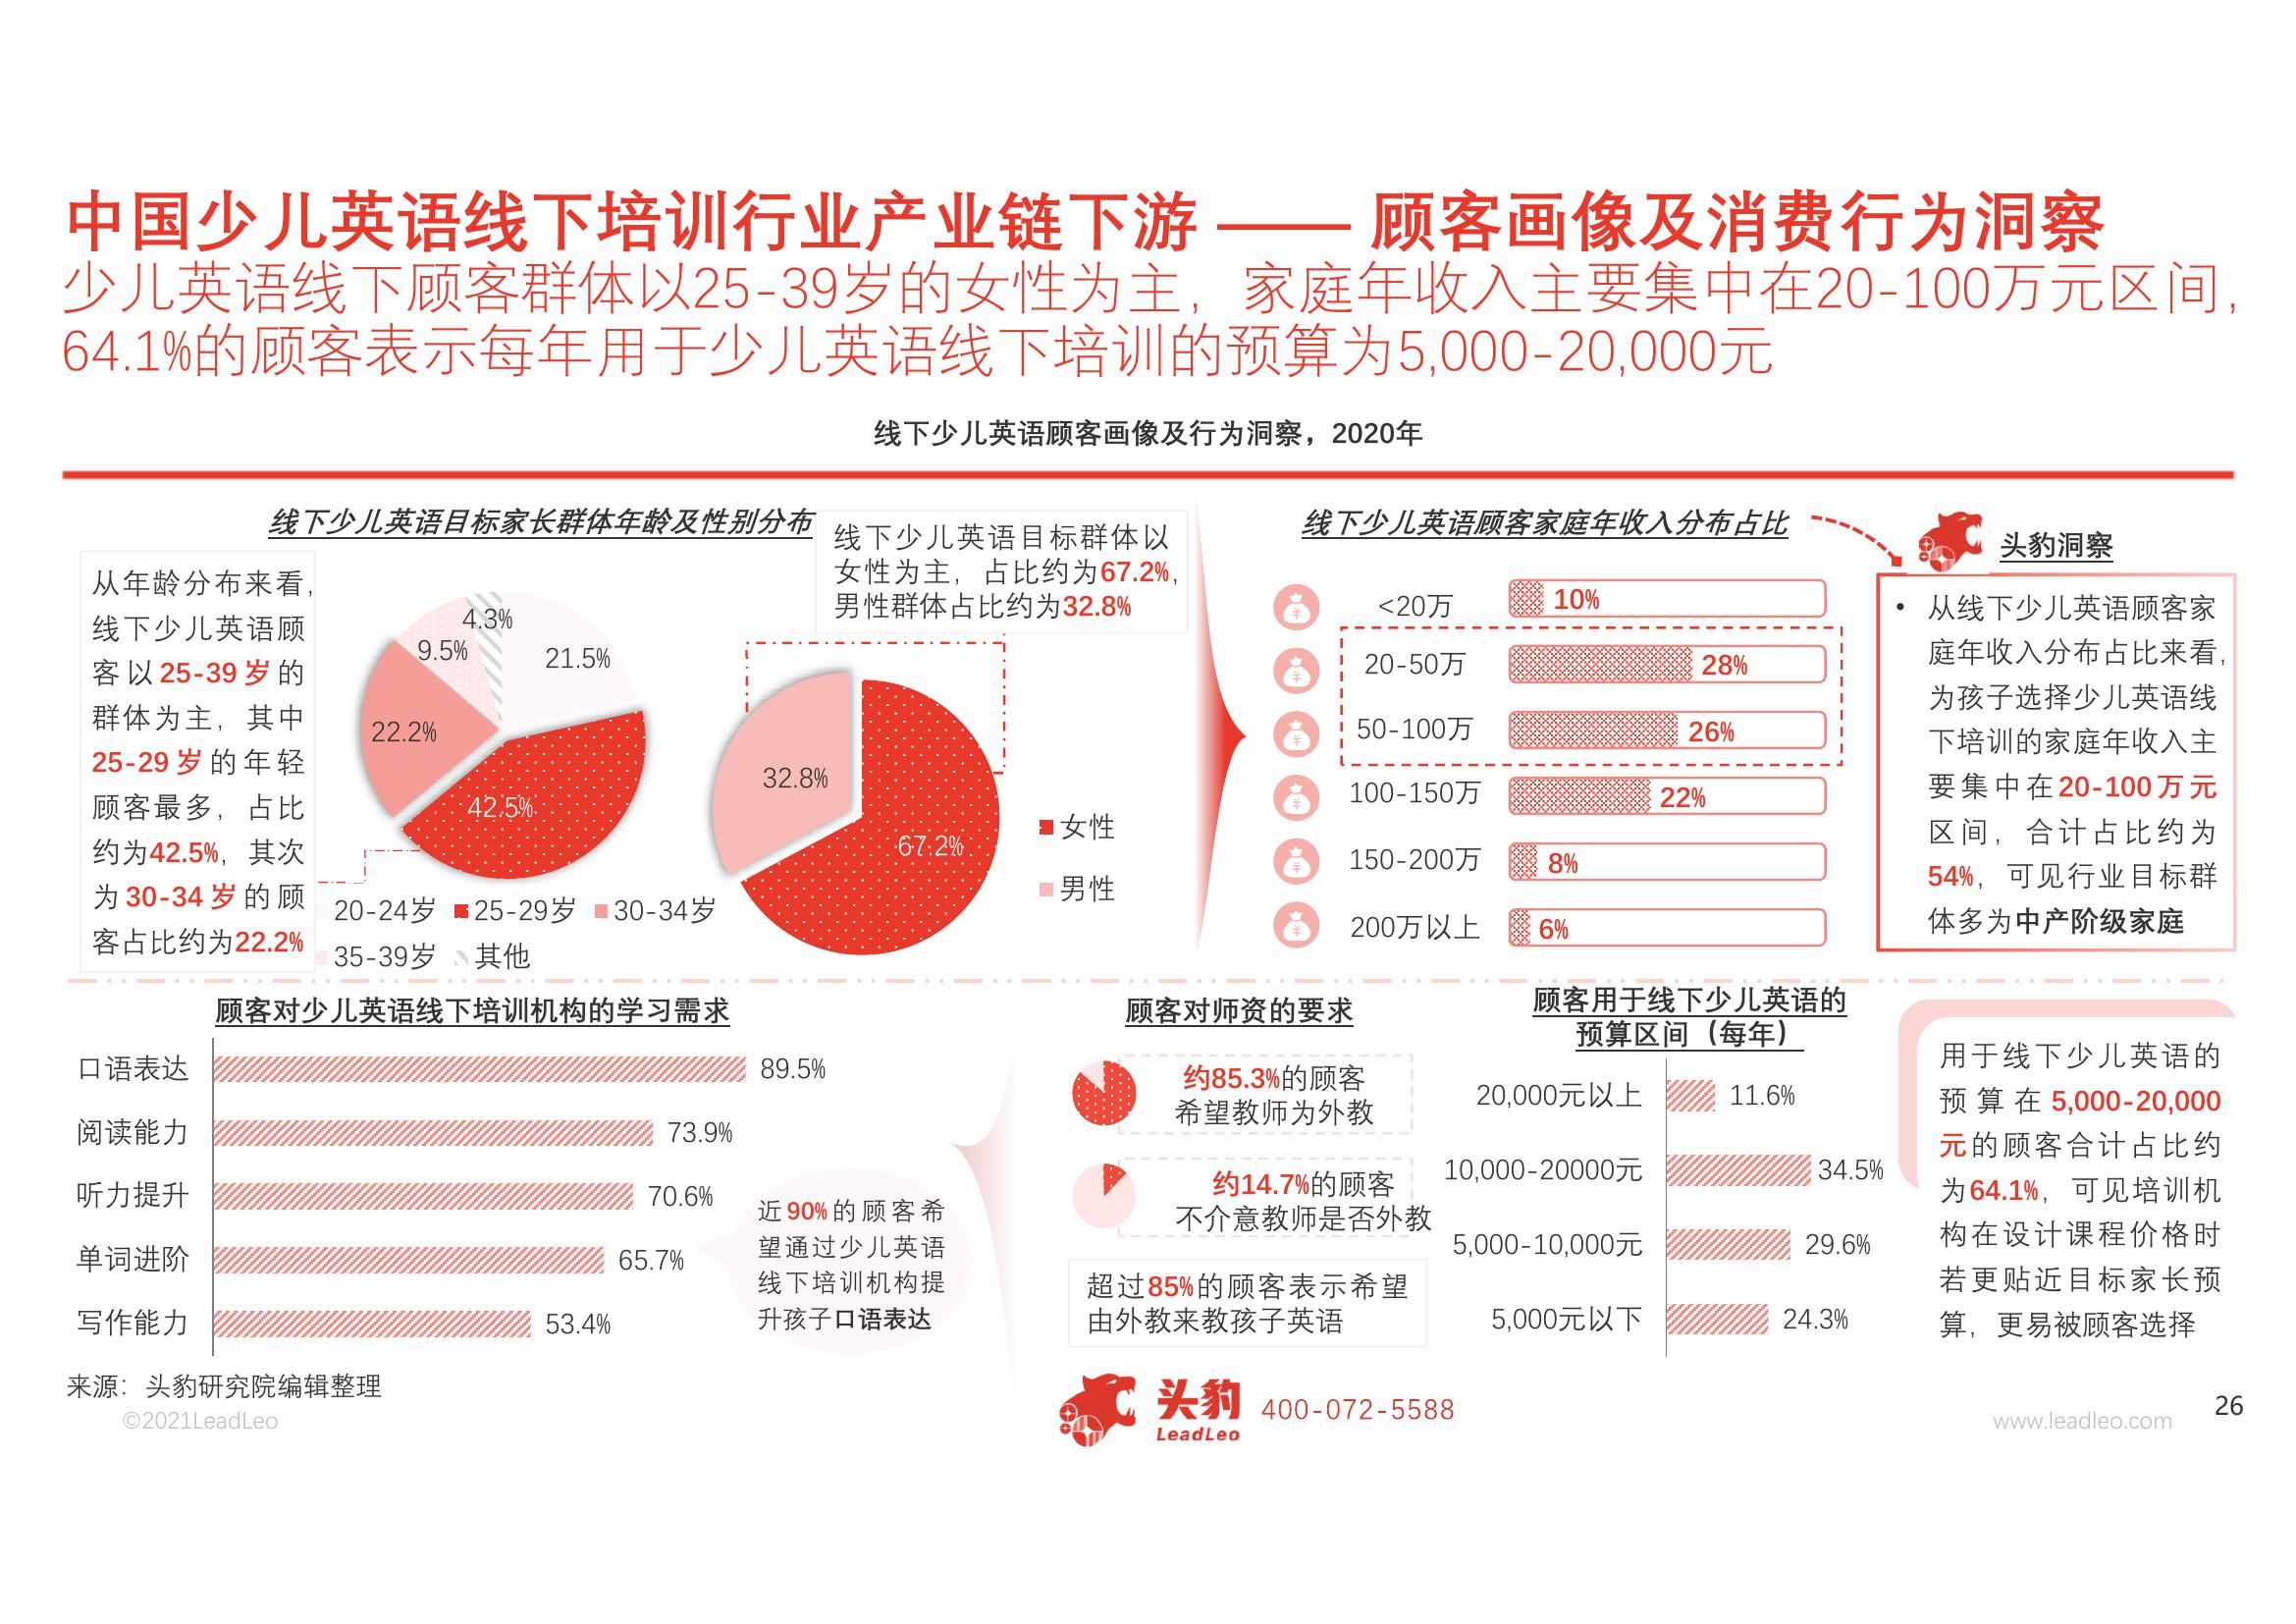 中国少儿英语线下培训行业产业链下游 —— 顾客画像及消费行为洞察
少儿英语线下顾客群体以25-39岁的女性为主，家庭年收入主要集中在20-100万元区间，
64.1%的顾客表示每年用于少儿英语线下培训的预算为5,000-20,000元
线下少儿英语顾客画像及行为洞察，2020年
线下少儿英语目标家长群体年龄及性别分布
从年龄分布来看，
线下少儿英语顾
客以25-39岁的
群体为主，其中
25-29岁的年轻
顾客最多，占比
约为42.5%，其次
为30-34岁的顾
客占比约为22.2%
4.3%
9.5%
21.5%
22.2%
42.5%
20-24岁
25-29岁
30-34岁
35-39岁
其他
线下少儿英语目标群体以
女性为主，占比约为67.2%，
男性群体占比约为32.8%
32.8%
67.2%
女性
男性
线下少儿英语顾客家庭年收入分布占比
<20万 10%
20-50万 28%
50-100万 26%
100-150万 22%
150-200万 8%
200万以上 6%
头豹洞察
• 从线下少儿英语顾客家
庭年收入分布占比来看，
为孩子选择少儿英语线
下培训的家庭年收入主
要集中在20-100万元
区间，合计占比约为
54%，可见行业目标群
体多为中产阶级家庭
顾客对少儿英语线下培训机构的学习需求
口语表达 89.5%
阅读能力 73.9%
听力提升 70.6%
单词进阶 65.7%
写作能力 53.4%
近90%的顾客希
望通过少儿英语
线下培训机构提
升孩子口语表达
顾客对师资的要求
约85.3%的顾客
希望教师为外教
约14.7%的顾客
不介意教师是否外教
超过85%的顾客表示希望
由外教来教孩子英语
顾客用于线下少儿英语的
预算区间（每年）
20,000元以上 11.6%
10,000-20000元 34.5%
5,000-10,000元 29.6%
5,000元以下 24.3%
用于线下少儿英语的
预算在5,000-20,000
元的顾客合计占比约
为64.1%，可见培训机
构在设计课程价格时
若更贴近目标家长预
算，更易被顾客选择
来源：头豹研究院编辑整理
©2021LeadLeo
头豹
LeadLeo
400-072-5588
www.leadleo.com
26